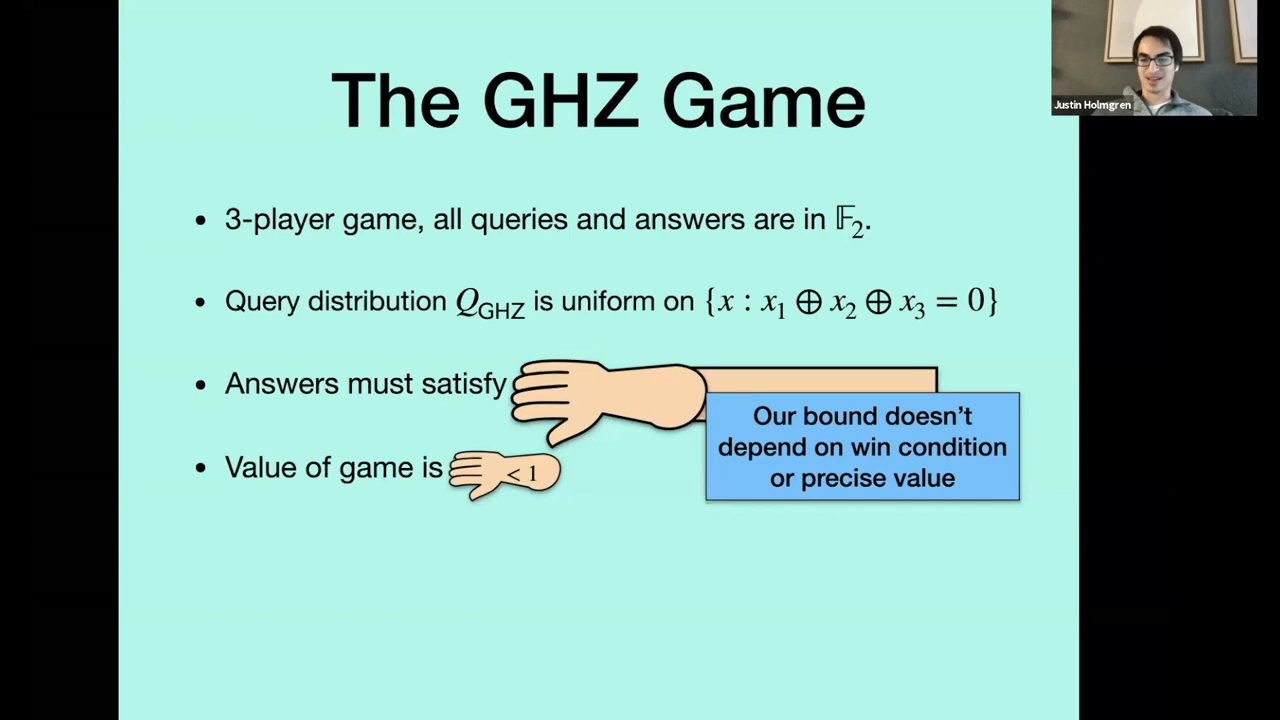 The GHZ Game
Justin Holmgren
• 3-player game, all queries and answers are in 𝔽₂.
• Query distribution 𝒬_GHZ is uniform on {x : x₁ ⊕ x₂ ⊕ x₃ = 0}
• Answers must satisfy
Our bound doesn’t
depend on win condition
or precise value
• Value of game is < 1